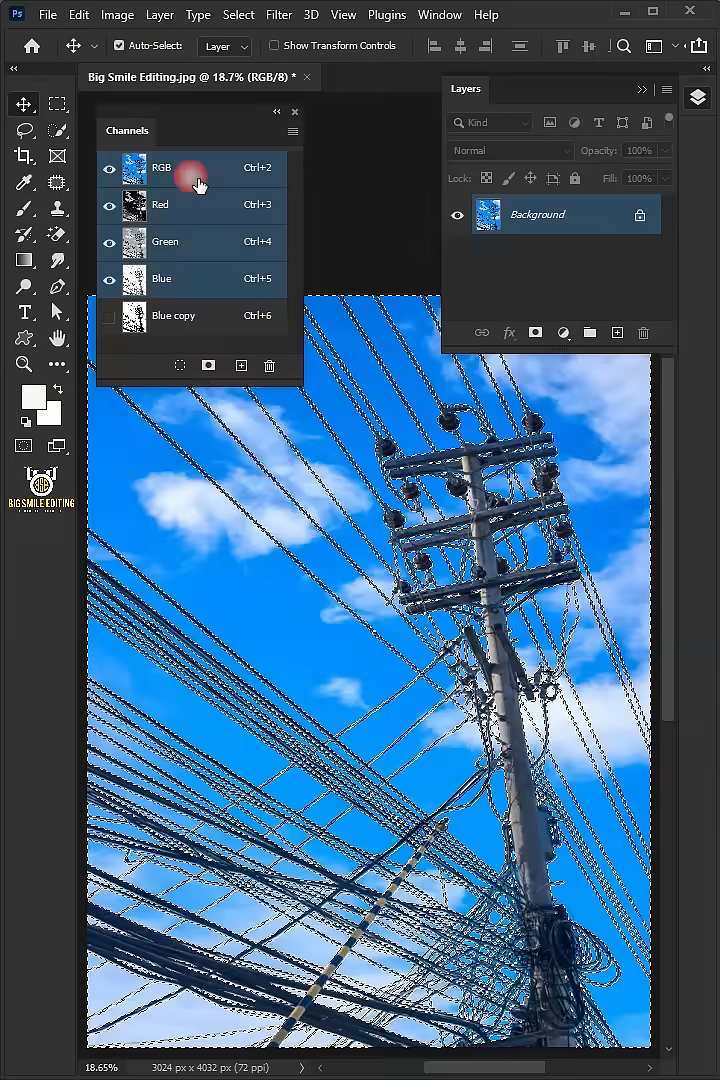 Ps File Edit Image Layer Type Select Filter 3D View Plugins Window Help
Auto-Select: Layer Show Transform Controls
Big Smile Editing.jpg @ 18.7% (RGB/8) *
Layers
Kind
Normal Opacity: 100%
Lock: Fill: 100%
Background
Channels
RGB Ctrl+2
Red Ctrl+3
Green Ctrl+4
Blue Ctrl+5
Blue copy Ctrl+6
fx
BIG SMILE EDITING
18.65% 3024 px x 4032 px (72 ppi)